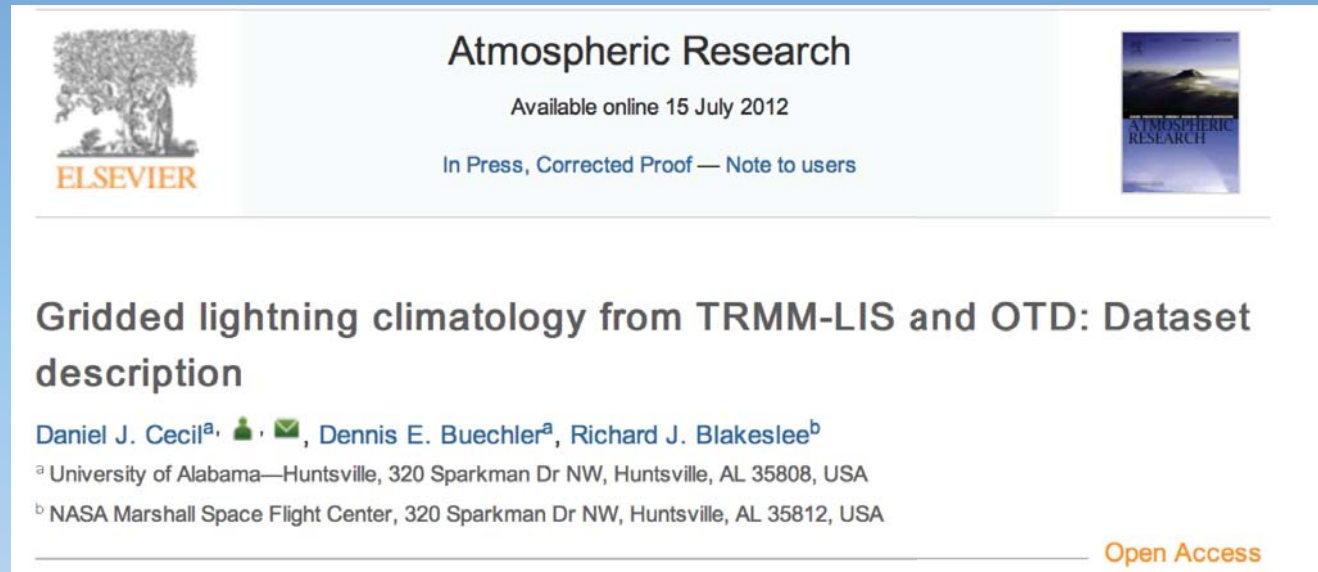 Atmospheric Research
Available online 15 July 2012
In Press, Corrected Proof — Note to users
ELSEVIER
ATMOSPHERIC
RESEARCH
Gridded lightning climatology from TRMM-LIS and OTD: Dataset
description
Daniel J. Cecilᵃ, , Dennis E. Buechlerᵃ, Richard J. Blakesleeᵇ
ᵃ University of Alabama—Huntsville, 320 Sparkman Dr NW, Huntsville, AL 35808, USA
ᵇ NASA Marshall Space Flight Center, 320 Sparkman Dr NW, Huntsville, AL 35812, USA
Open Access